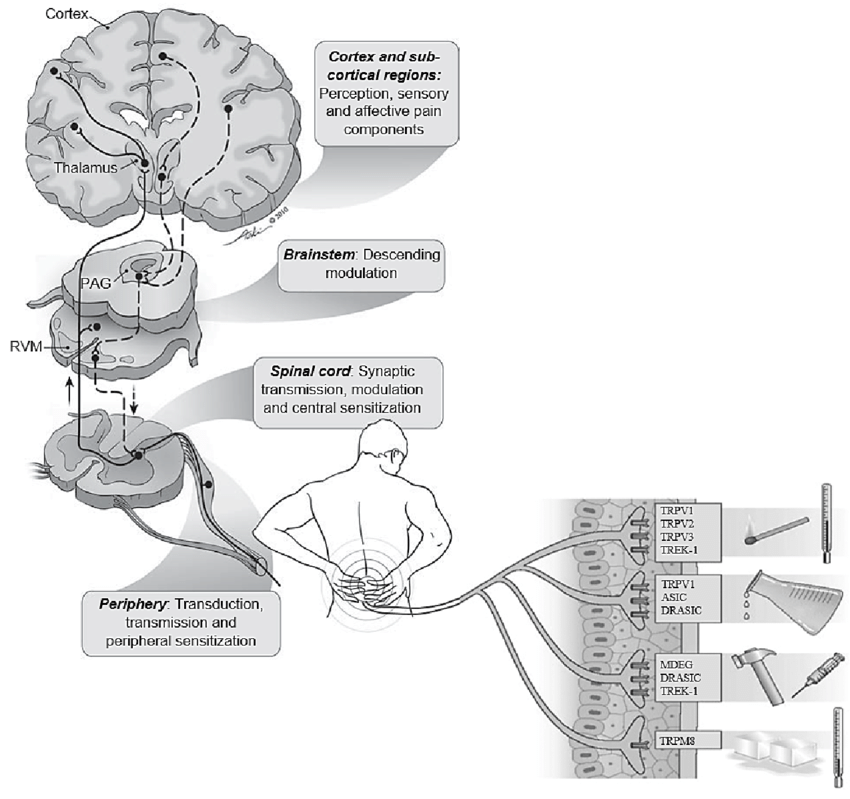 Cortex
Cortex and sub-
cortical regions:
Perception, sensory
and affective pain
components
Thalamus
© 2010
Brainstem: Descending
modulation
PAG
RVM
Spinal cord: Synaptic
transmission, modulation
and central sensitization
Periphery: Transduction,
transmission and
peripheral sensitization
TRPV1
TRPV2
TRPV3
TREK-1
TRPV1
ASIC
DRASIC
MDEG
DRASIC
TREK-1
TRPM8